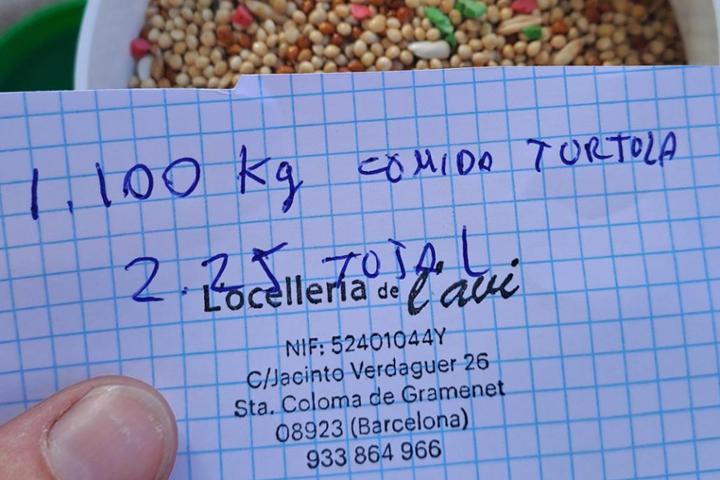 1.100 Kg COMIDA TORTOLA
2.25 TOTAL
Locelleria de l'avi
NIF: 52401044Y
C/Jacinto Verdaguer 26
Sta. Coloma de Gramenet
08923 (Barcelona)
933 864 966